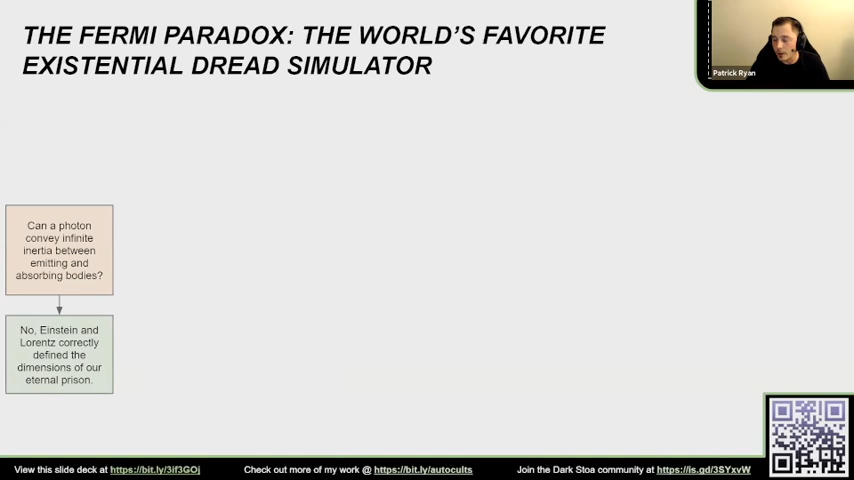 THE FERMI PARADOX: THE WORLD'S FAVORITE
EXISTENTIAL DREAD SIMULATOR
Patrick Ryan
Can a photon
convey infinite
inertia between
emitting and
absorbing bodies?
No, Einstein and
Lorentz correctly
defined the
dimensions of our
eternal prison.
View this slide deck at https://bit.ly/3if3GOj
Check out more of my work @ https://bit.ly/autocults
Join the Dark Stoa community at https://is.gd/3SYxvW